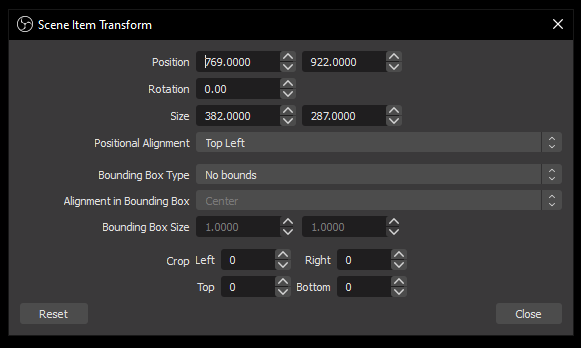 Scene Item Transform
Position 769.0000 922.0000
Rotation 0.00
Size 382.0000 287.0000
Positional Alignment Top Left
Bounding Box Type No bounds
Alignment in Bounding Box Center
Bounding Box Size 1.0000 1.0000
Crop Left 0 Right 0
Top 0 Bottom 0
Reset Close